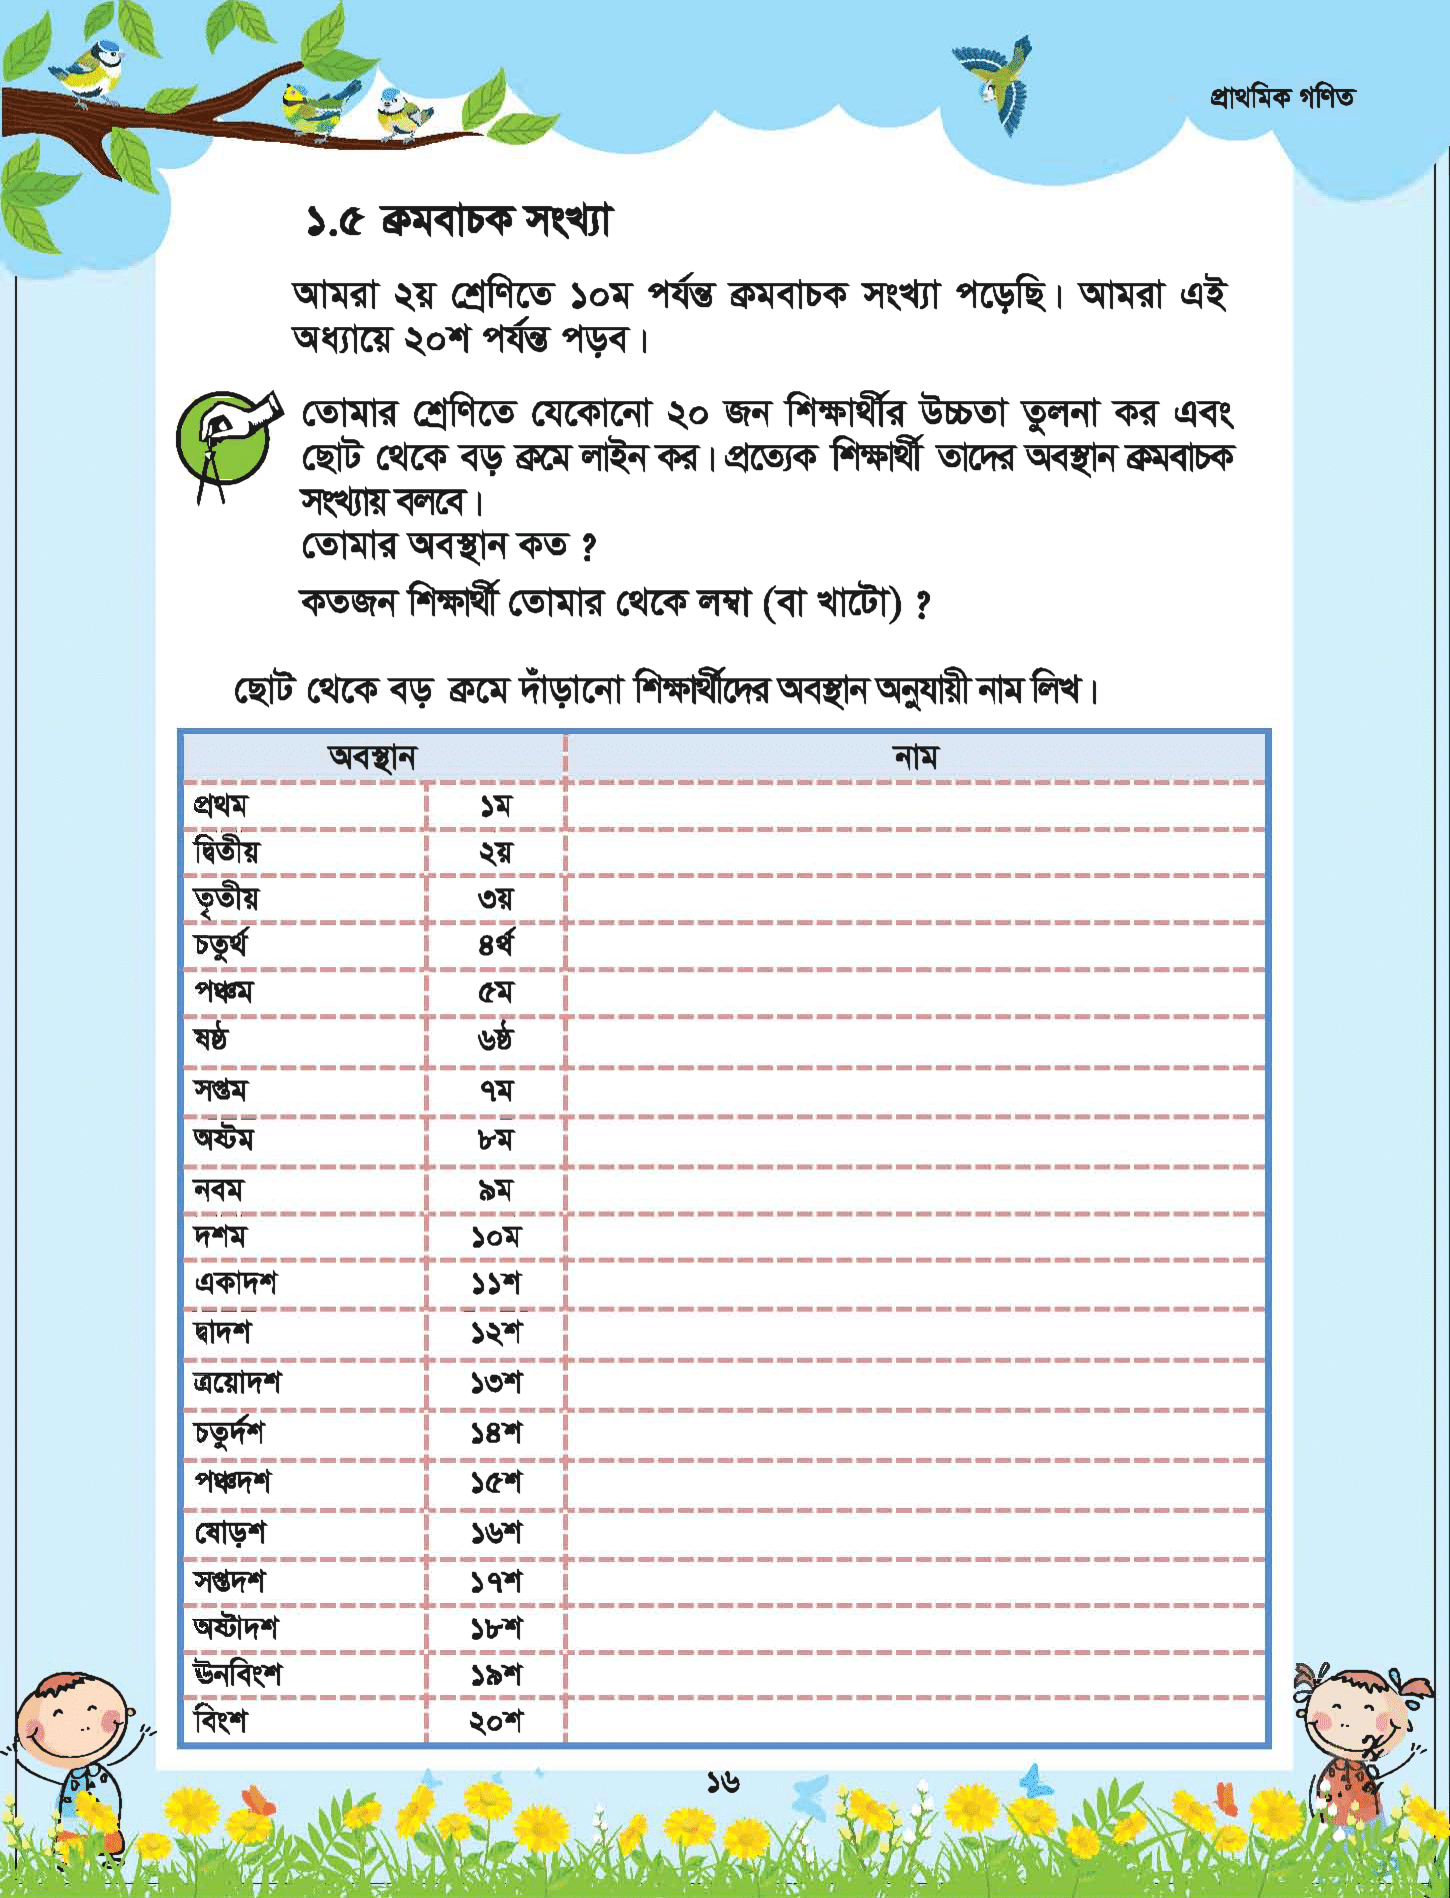 প্রাথমিক গণিত
১.৫ ক্রমবাচক সংখ্যা
আমরা ২য় শ্রেণিতে ১০ম পর্যন্ত ক্রমবাচক সংখ্যা পড়েছি। আমরা এই
অধ্যায়ে ২০শ পর্যন্ত পড়ব।
তোমার শ্রেণিতে যেকোনো ২০ জন শিক্ষার্থীর উচ্চতা তুলনা কর এবং
ছোট থেকে বড় ক্রমে লাইন কর। প্রত্যেক শিক্ষার্থী তাদের অবস্থান ক্রমবাচক
সংখ্যায় বলবে।
তোমার অবস্থান কত ?
কতজন শিক্ষার্থী তোমার থেকে লম্বা (বা খাটো) ?
ছোট থেকে বড় ক্রমে দাঁড়ানো শিক্ষার্থীদের অবস্থান অনুযায়ী নাম লিখ।
অবস্থান নাম
প্রথম ১ম
দ্বিতীয় ২য়
তৃতীয় ৩য়
চতুর্থ ৪র্থ
পঞ্চম ৫ম
ষষ্ঠ ৬ষ্ঠ
সপ্তম ৭ম
অষ্টম ৮ম
নবম ৯ম
দশম ১০ম
একাদশ ১১শ
দ্বাদশ ১২শ
ত্রয়োদশ ১৩শ
চতুর্দশ ১৪শ
পঞ্চদশ ১৫শ
ষোড়শ ১৬শ
সপ্তদশ ১৭শ
অষ্টাদশ ১৮শ
ঊনবিংশ ১৯শ
বিংশ ২০শ
১৬